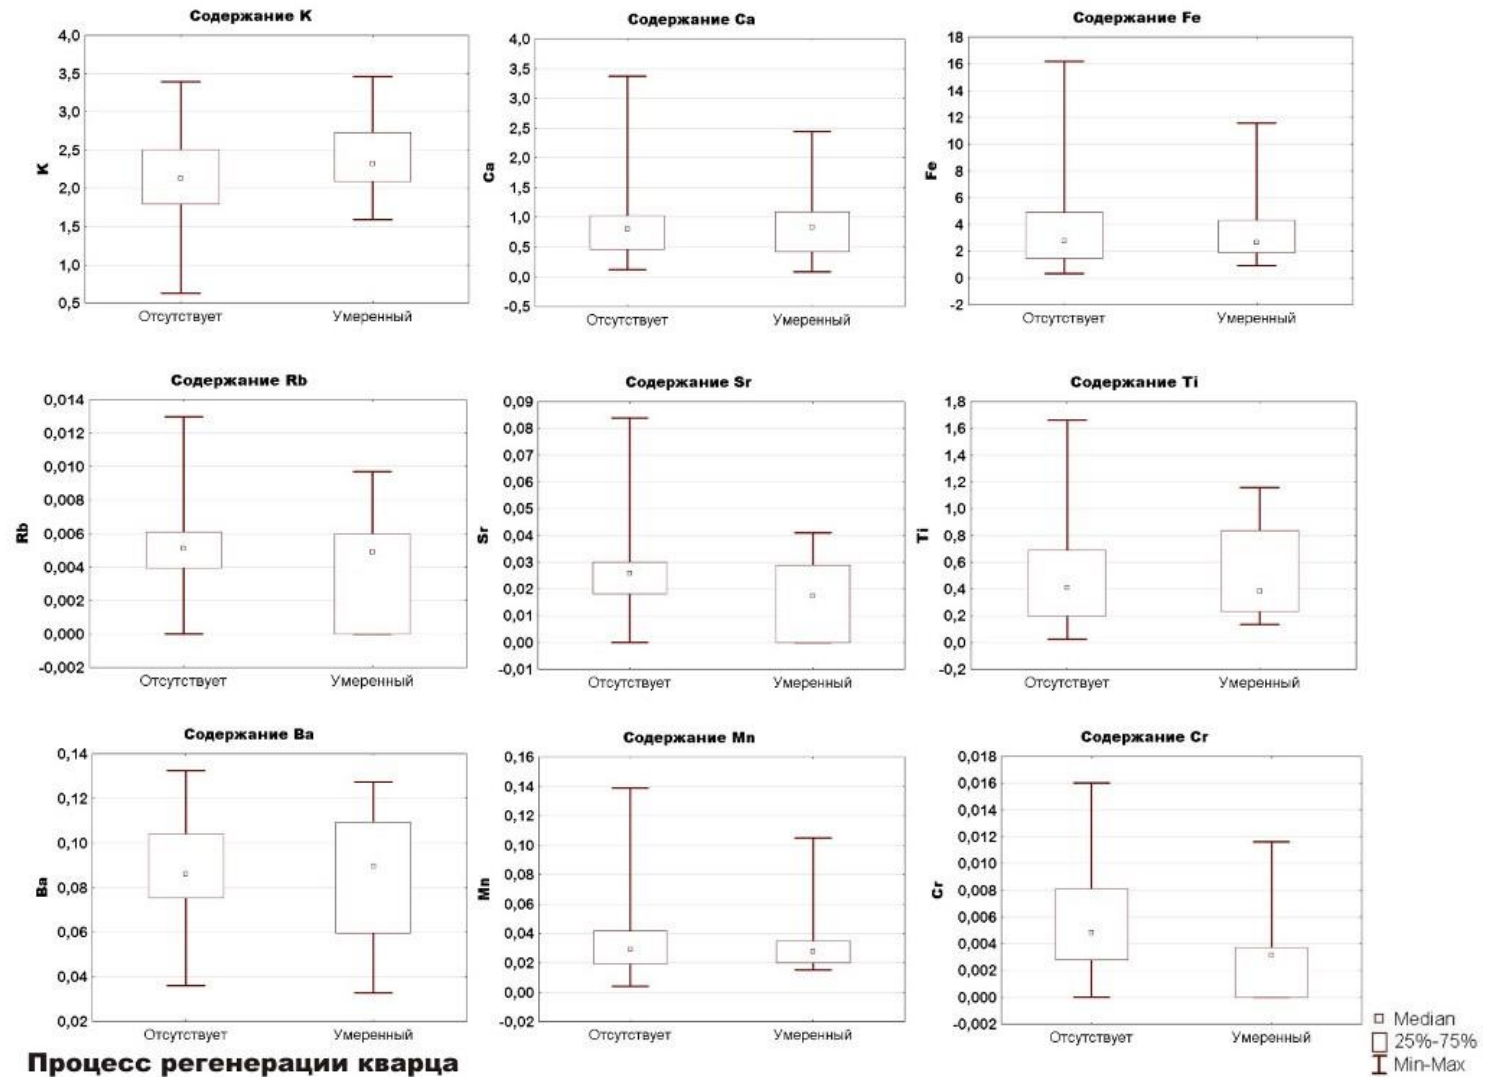 Содержание K
4,0
3,5
3,0
2,5
2,0
1,5
1,0
0,5
K
Отсутствует
Умеренный
Содержание Ca
4,0
3,5
3,0
2,5
2,0
1,5
1,0
0,5
0,0
-0,5
Ca
Отсутствует
Умеренный
Содержание Fe
18
16
14
12
10
8
6
4
2
0
-2
Fe
Отсутствует
Умеренный
Содержание Rb
0,014
0,012
0,010
0,008
0,006
0,004
0,002
0,000
-0,002
Rb
Отсутствует
Умеренный
Содержание Sr
0,09
0,08
0,07
0,06
0,05
0,04
0,03
0,02
0,01
0,00
-0,01
Sr
Отсутствует
Умеренный
Содержание Ti
1,8
1,6
1,4
1,2
1,0
0,8
0,6
0,4
0,2
0,0
-0,2
Ti
Отсутствует
Умеренный
Содержание Ba
0,14
0,12
0,10
0,08
0,06
0,04
0,02
Ba
Отсутствует
Умеренный
Содержание Mn
0,16
0,14
0,12
0,10
0,08
0,06
0,04
0,02
0,00
-0,02
Mn
Отсутствует
Умеренный
Содержание Cr
0,018
0,016
0,014
0,012
0,010
0,008
0,006
0,004
0,002
0,000
-0,002
Cr
Отсутствует
Умеренный
Median
25%-75%
Min-Max
Процесс регенерации кварца